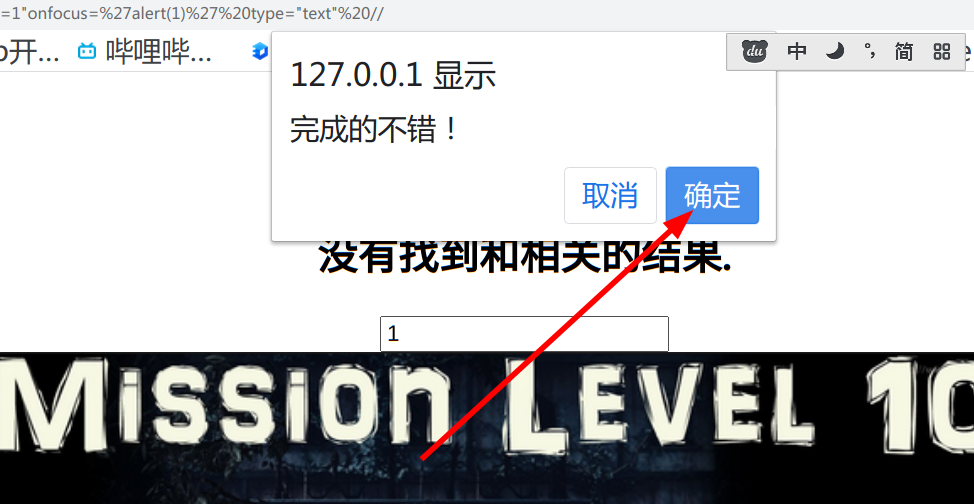 =1"onfocus=%27alert(1)%27%20type="text"%20//
o开... 哔哩哔... du 中 简 e
127.0.0.1 显示
完成的不错！
取消 确定
没有找到和相关的结果.
1
MISSION LEVEL 10